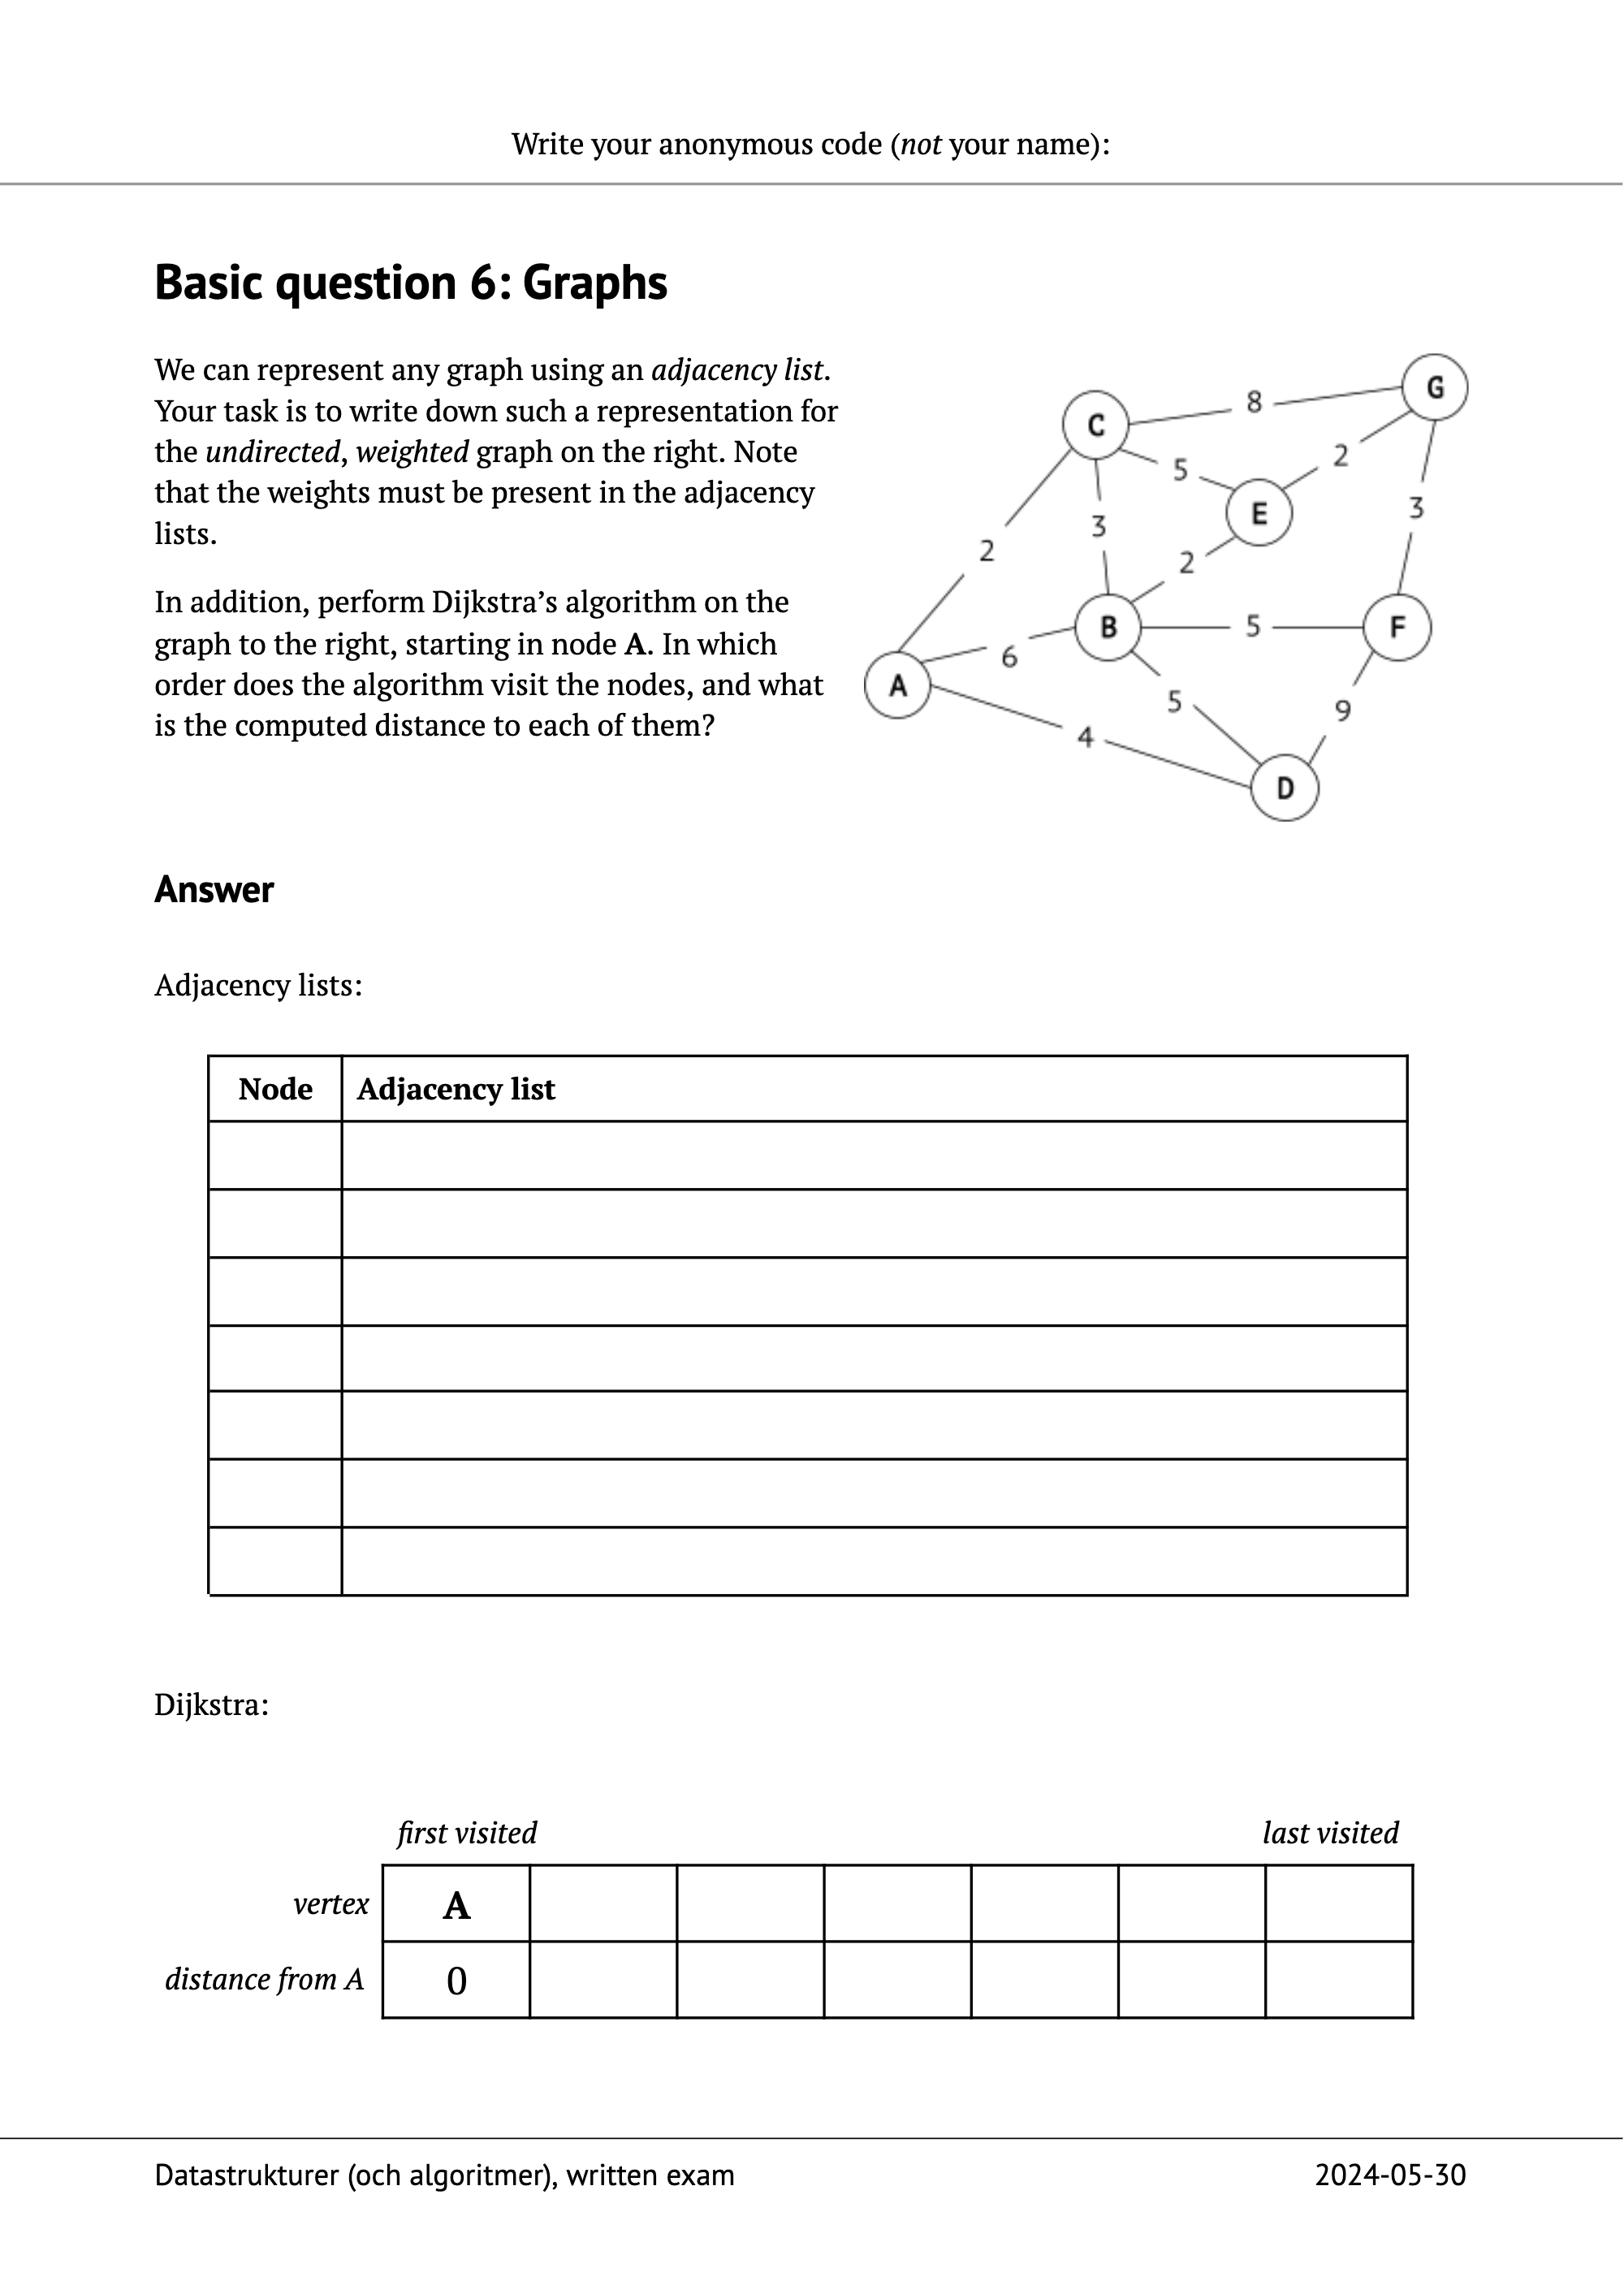 Write your anonymous code (not your name):
Basic question 6: Graphs
We can represent any graph using an adjacency list.
Your task is to write down such a representation for
the undirected, weighted graph on the right. Note
that the weights must be present in the adjacency
lists.
In addition, perform Dijkstra’s algorithm on the
graph to the right, starting in node A. In which
order does the algorithm visit the nodes, and what
is the computed distance to each of them?
G
8
C
2
5
E
3
3
2
2
B
5
F
6
A
5
9
4
D
Answer
Adjacency lists:
Node Adjacency list
Dijkstra:
first visited last visited
vertex A
distance from A 0
Datastrukturer (och algoritmer), written exam 2024-05-30